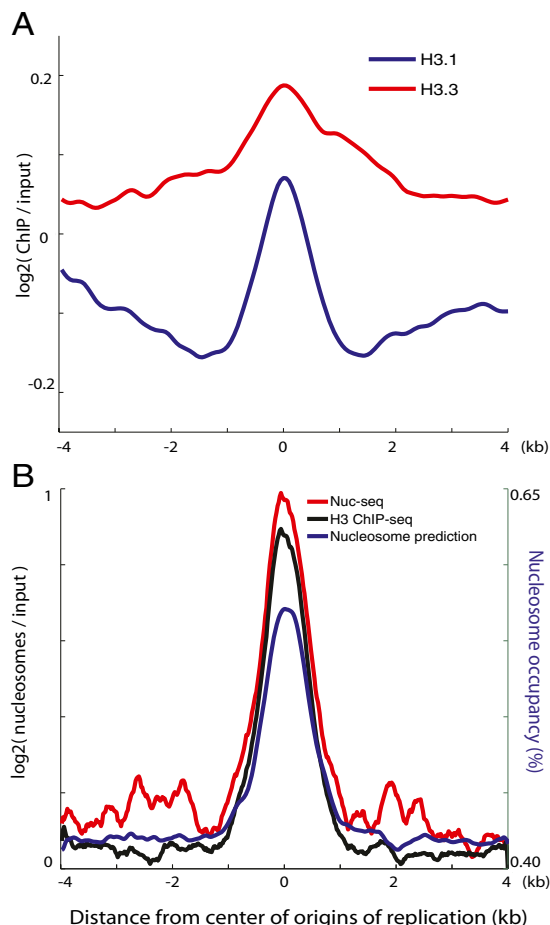 A
H3.1
H3.3
log2( ChIP / input )
0.2
0
-0.2
-4
-2
0
2
4
(kb)
B
Nuc-seq
H3 ChIP-seq
Nucleosome prediction
log2( nucleosomes / input )
1
0
0.65
0.40
Nucleosome occupancy (%)
-4
-2
0
2
4
(kb)
Distance from center of origins of replication (kb)